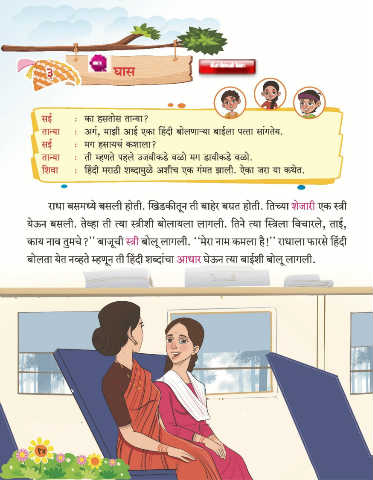 ३ घास
सई : का हसतोस तान्या?
तान्या : अगं, माझी आई एका हिंदी बोलणाऱ्या बाईला पत्ता सांगतेय.
सई : मग हसायचं कशाला?
तान्या : ती म्हणते पहले उजवीकडे वळो मग डावीकडे वळो.
शिवा : हिंदी मराठी शब्दामुळे अशीच एक गंमत झाली. ऐका जरा या कथेत.
राधा बसमध्ये बसली होती. खिडकीतून ती बाहेर बघत होती. तिच्या शेजारी एक स्त्री
येऊन बसली. तेव्हा ती त्या स्त्रीशी बोलायला लागली. तिने त्या स्त्रिला विचारले, ताई,
काय नाव तुमचे?'' बाजूची स्त्री बोलू लागली. ''मेरा नाम कमला है!'' राधाला फारसे हिंदी
बोलता येत नव्हते म्हणून ती हिंदी शब्दांचा आधार घेऊन त्या बाईशी बोलू लागली.